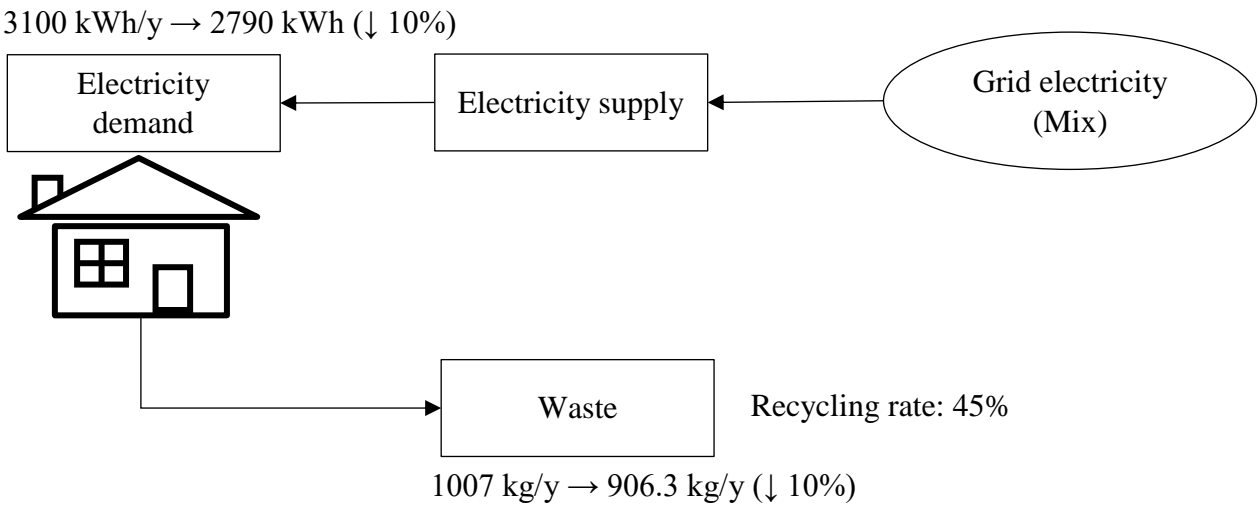 3100 kWh/y → 2790 kWh (↓ 10%)
Electricity
demand
Electricity supply
Grid electricity
(Mix)
Waste
Recycling rate: 45%
1007 kg/y → 906.3 kg/y (↓ 10%)